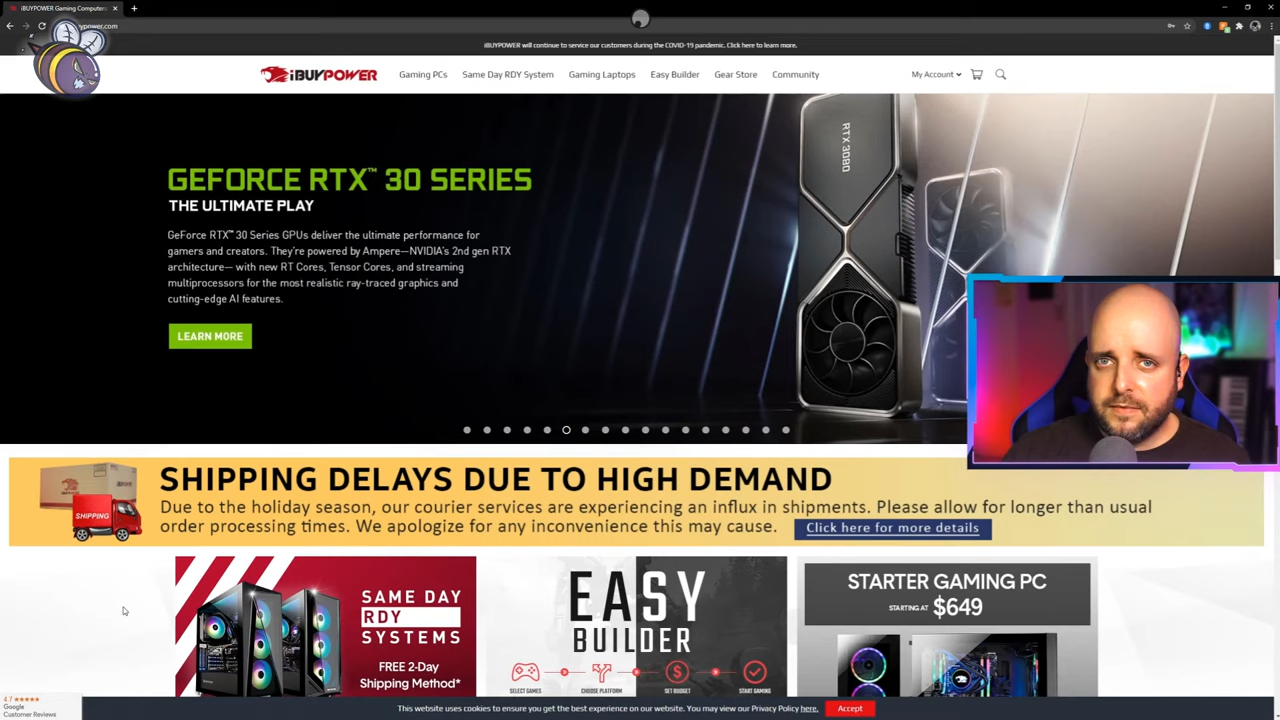 iBUYPOWER Gaming Computers
ypower.com
iBUYPOWER will continue to service our customers during the COVID-19 pandemic. Click here to learn more.
iBUYPOWER
Gaming PCs
Same Day RDY System
Gaming Laptops
Easy Builder
Gear Store
Community
My Account
GEFORCE RTX™ 30 SERIES
THE ULTIMATE PLAY
GeForce RTX™ 30 Series GPUs deliver the ultimate performance for
gamers and creators. They're powered by Ampere—NVIDIA's 2nd gen RTX
architecture— with new RT Cores, Tensor Cores, and streaming
multiprocessors for the most realistic ray-traced graphics and
cutting-edge AI features.
LEARN MORE
RTX 3080
SHIPPING DELAYS DUE TO HIGH DEMAND
Due to the holiday season, our courier services are experiencing an influx in shipments. Please allow for longer than usual
order processing times. We apologize for any inconvenience this may cause.
Click here for more details
SHIPPING
SAME DAY
RDY
SYSTEMS
FREE 2-Day
Shipping Method*
EASY
BUILDER
SELECT GAMES
CHOOSE PLATFORM
SET BUDGET
START GAMING
STARTER GAMING PC
STARTING AT $649
4.7 ★★★★★
Google
Customer Reviews
This website uses cookies to ensure you get the best experience on our website. You may view our Privacy Policy here.
Accept